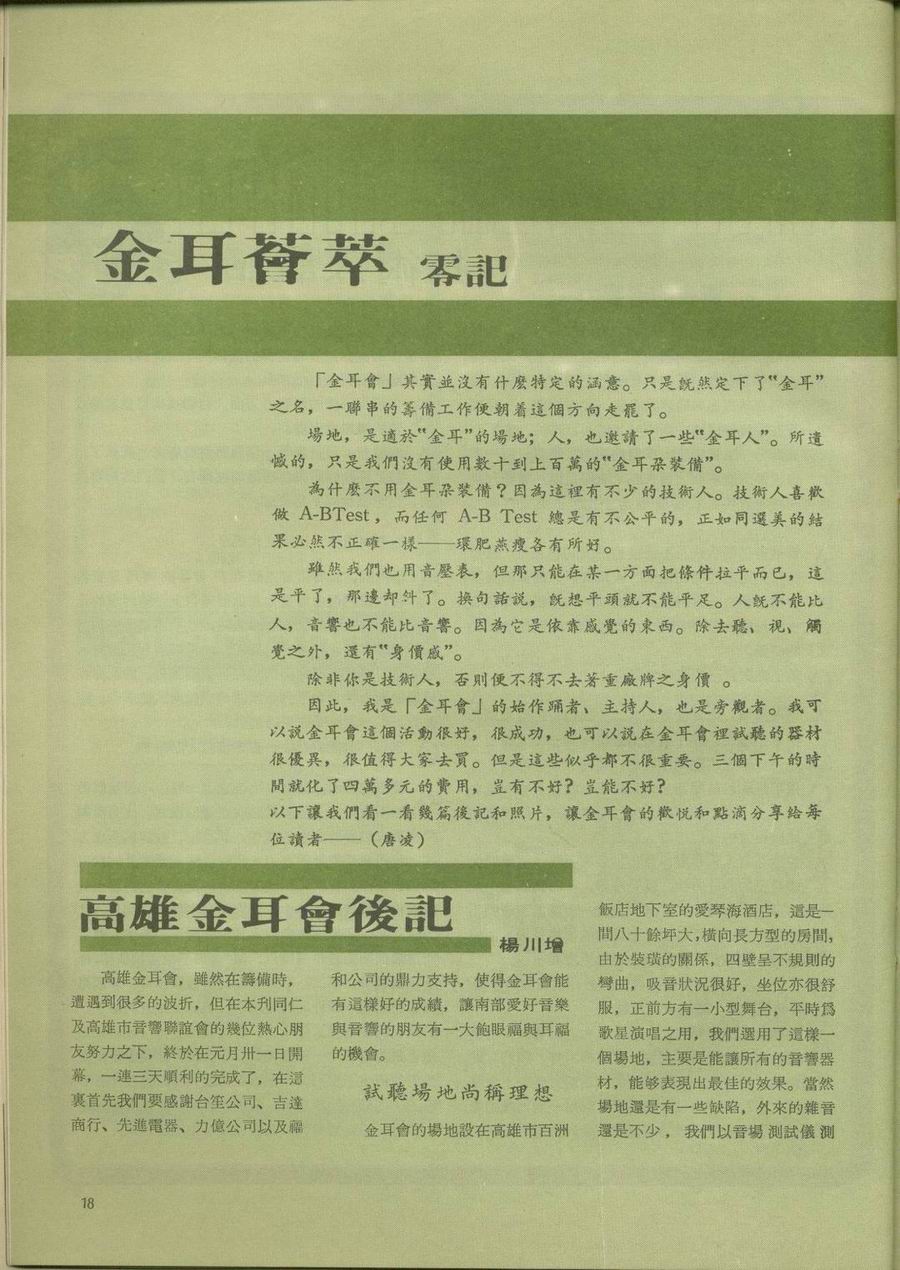 金耳薈萃 零記
「金耳會」其實並沒有什麼特定的涵意。只是既然定下了“金耳”
之名，一聯串的籌備工作便朝着這個方向走罷了。
場地，是適於“金耳”的場地；人，也邀請了一些“金耳人”。所遺
憾的，只是我們沒有使用數十到上百萬的“金耳朵裝備”。
為什麼不用金耳朵裝備？因為這裡有不少的技術人。技術人喜歡
做 A-BTest，而任何 A-B Test 總是有不公平的，正如同選美的結
果必然不正確一樣——環肥燕瘦各有所好。
雖然我們也用音壓表，但那只能在某一方面把條件拉平而已，這
是平了，那邊却斜了。換句話說，既想平頭就不能平足。人既不能比
人，音響也不能比音響。因為它是依靠感覺的東西。除去聽、視、觸
覺之外，還有“身價感”。
除非你是技術人，否則便不得不去著重廠牌之身價 。
因此，我是「金耳會」的始作踊者、主持人，也是旁觀者。我可
以說金耳會這個活動很好，很成功，也可以說在金耳會裡試聽的器材
很優異，很值得大家去買。但是這些似乎都不很重要。三個下午的時
間就化了四萬多元的費用，豈有不好？豈能不好？
以下讓我們看一看幾篇後記和照片，讓金耳會的歡悅和點滴分享給每
位讀者——（唐凌）
高雄金耳會後記
楊川增
高雄金耳會，雖然在籌備時，
遭遇到很多的波折，但在本刋同仁
及高雄市音響聯誼會的幾位熱心朋
友努力之下，終於在元月卅一日開
幕，一連三天順利的完成了，在這
裏首先我們要感謝台笙公司、吉達
商行、先進電器、力億公司以及福
和公司的鼎力支持，使得金耳會能
有這樣好的成績，讓南部愛好音樂
與音響的朋友有一大飽眼福與耳福
的機會。
試聽場地尚稱理想
金耳會的場地設在高雄市百洲
飯店地下室的愛琴海酒店，這是一
間八十餘坪大，橫向長方型的房間，
由於裝璜的關係，四壁呈不規則的
彎曲，吸音狀況很好，坐位亦很舒
服，正前方有一小型舞台，平時爲
歌星演唱之用，我們選用了這樣一
個場地，主要是能讓所有的音響器
材，能够表現出最佳的效果。當然
場地還是有一些缺陷，外來的雜音
還是不少 ，我們以音場 測試儀 測
18